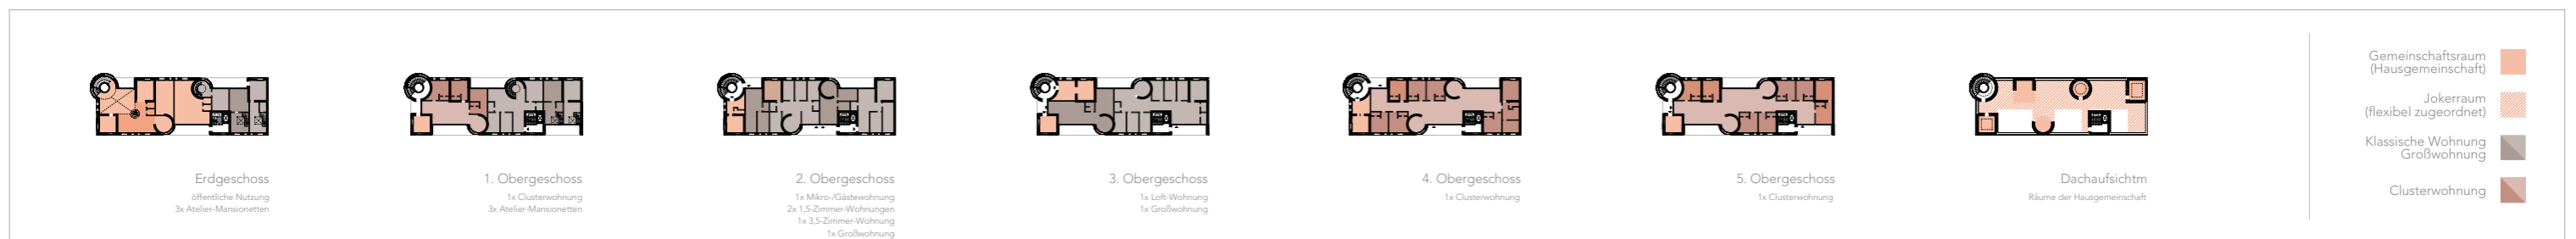 Erdgeschoss
öffentliche Nutzung
3x Atelier-Mansionetten
1. Obergeschoss
1x Clusterwohnung
3x Atelier-Mansionetten
2. Obergeschoss
1x Mikro-/Gästewohnung
2x 1,5-Zimmer-Wohnungen
1x 3,5-Zimmer-Wohnung
1x Großwohnung
3. Obergeschoss
1x Loft-Wohnung
1x Großwohnung
4. Obergeschoss
1x Clusterwohnung
5. Obergeschoss
1x Clusterwohnung
Dachaufsichtm
Räume der Hausgemeinschaft
Gemeinschaftsraum
(Hausgemeinschaft)
Jokerraum
(flexibel zugeordnet)
Klassische Wohnung
Großwohnung
Clusterwohnung